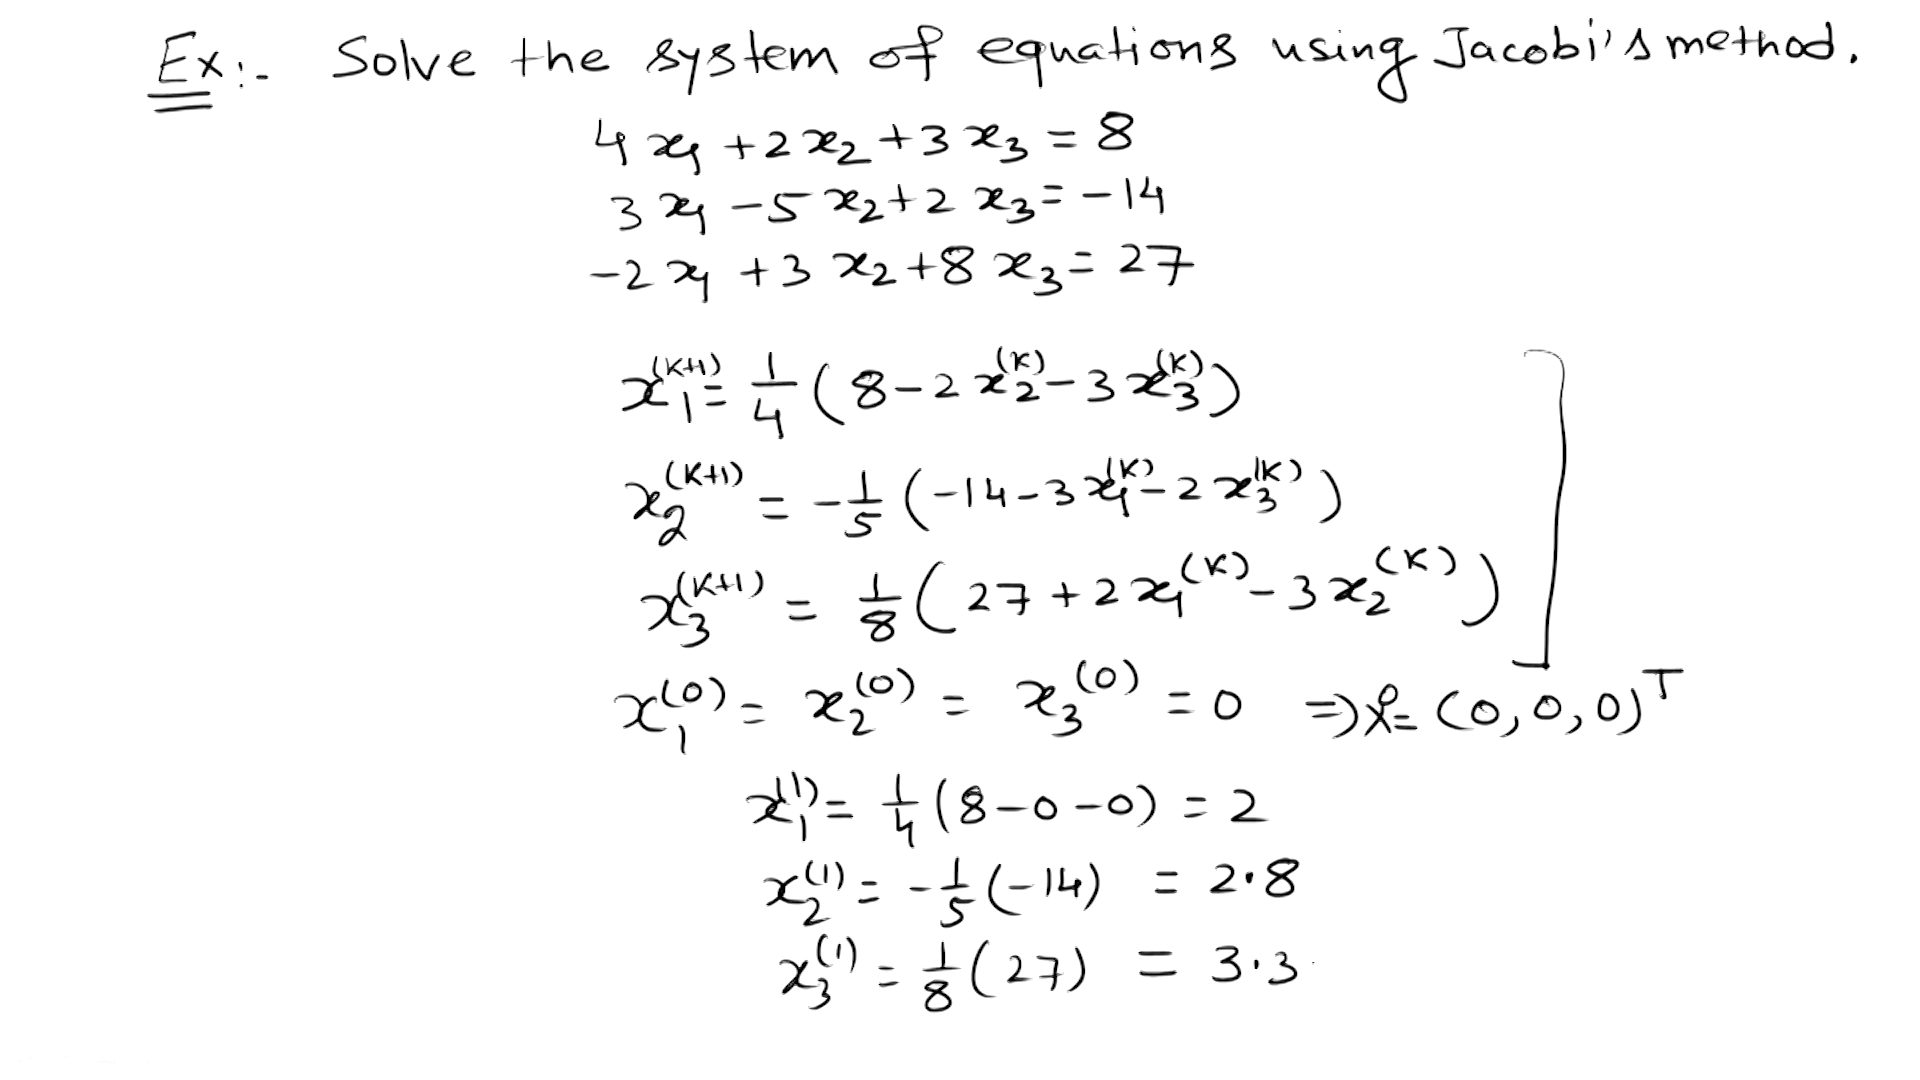 Ex:- Solve the system of equations using Jacobi's method.
4x₁ + 2x₂ + 3x₃ = 8
3x₁ - 5x₂ + 2x₃ = -14
-2x₁ + 3x₂ + 8x₃ = 27
x₁^(K+1) = 1/4 (8 - 2x₂^(K) - 3x₃^(K))
x₂^(K+1) = -1/5 (-14 - 3x₁^(K) - 2x₃^(K))
x₃^(K+1) = 1/8 (27 + 2x₁^(K) - 3x₂^(K))
x₁^(0) = x₂^(0) = x₃^(0) = 0 ⇒ x^0 = (0, 0, 0)^T
x₁^(1) = 1/4 (8 - 0 - 0) = 2
x₂^(1) = -1/5 (-14) = 2.8
x₃^(1) = 1/8 (27) = 3.3